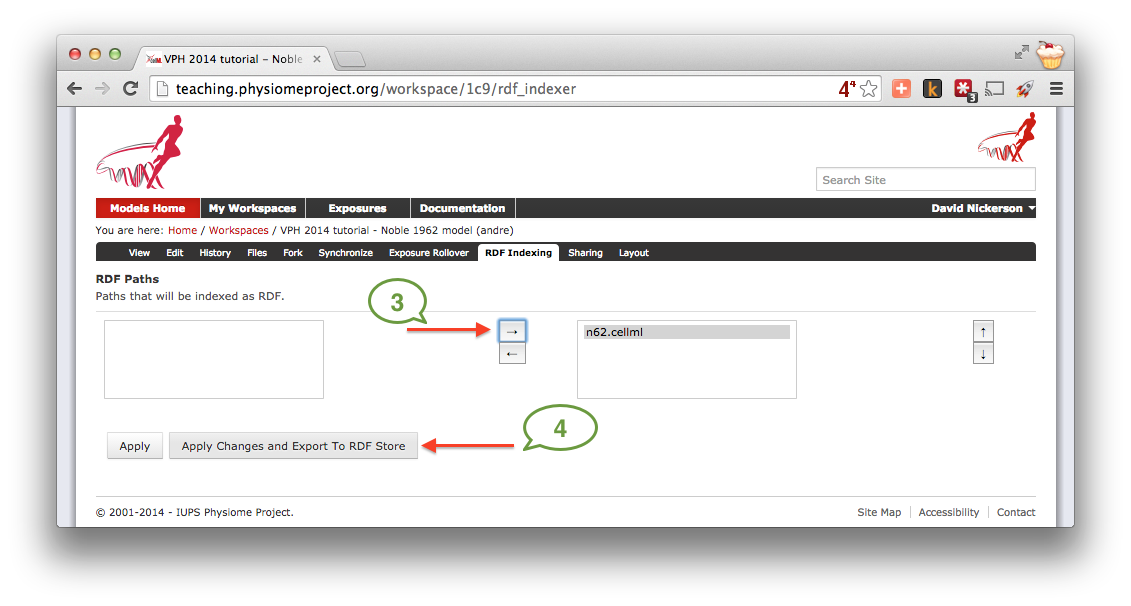 VPH 2014 tutorial – Noble
teaching.physiomeproject.org/workspace/1c9/rdf_indexer
4⁴
k
3
Search Site
Models Home My Workspaces Exposures Documentation David Nickerson
You are here: Home / Workspaces / VPH 2014 tutorial - Noble 1962 model (andre)
View Edit History Files Fork Synchronize Exposure Rollover RDF Indexing Sharing Layout
RDF Paths
Paths that will be indexed as RDF.
3
→ n62.cellml ↑
← ↓
4
Apply Apply Changes and Export To RDF Store
© 2001-2014 - IUPS Physiome Project.
Site Map Accessibility Contact